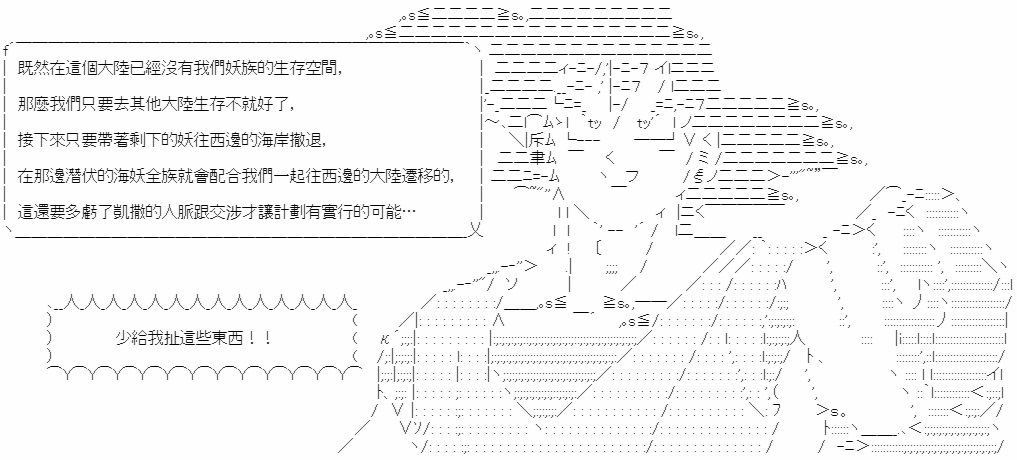 既然在這個大陸已經沒有我們妖族的生存空間,
那麼我們只要去其他大陸生存不就好了,
接下來只要帶著剩下的妖往西邊的海岸撤退,
在那邊潛伏的海妖全族就會配合我們一起往西邊的大陸遷移的,
這還要多虧了凱撒的人脈跟交涉才讓計劃有實行的可能…
少給我扯這些東西！！